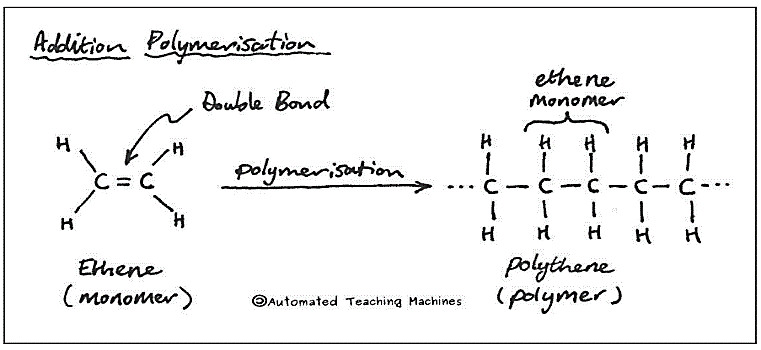 Addition Polymerisation
Double Bond
H H
C = C
H H
polymerisation
ethene
monomer
H H H H H
... C - C - C - C - C ...
H H H H H
Ethene
(monomer)
polythene
(polymer)
©Automated Teaching Machines